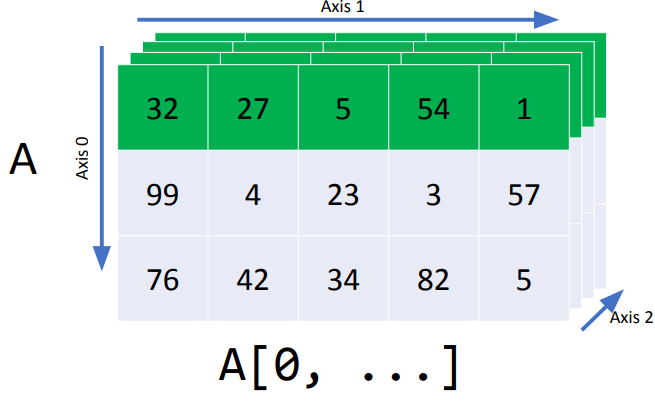 Axis 1
A
Axis 0
32 27 5 54 1
99 4 23 3 57
76 42 34 82 5
Axis 2
A[0, ...]